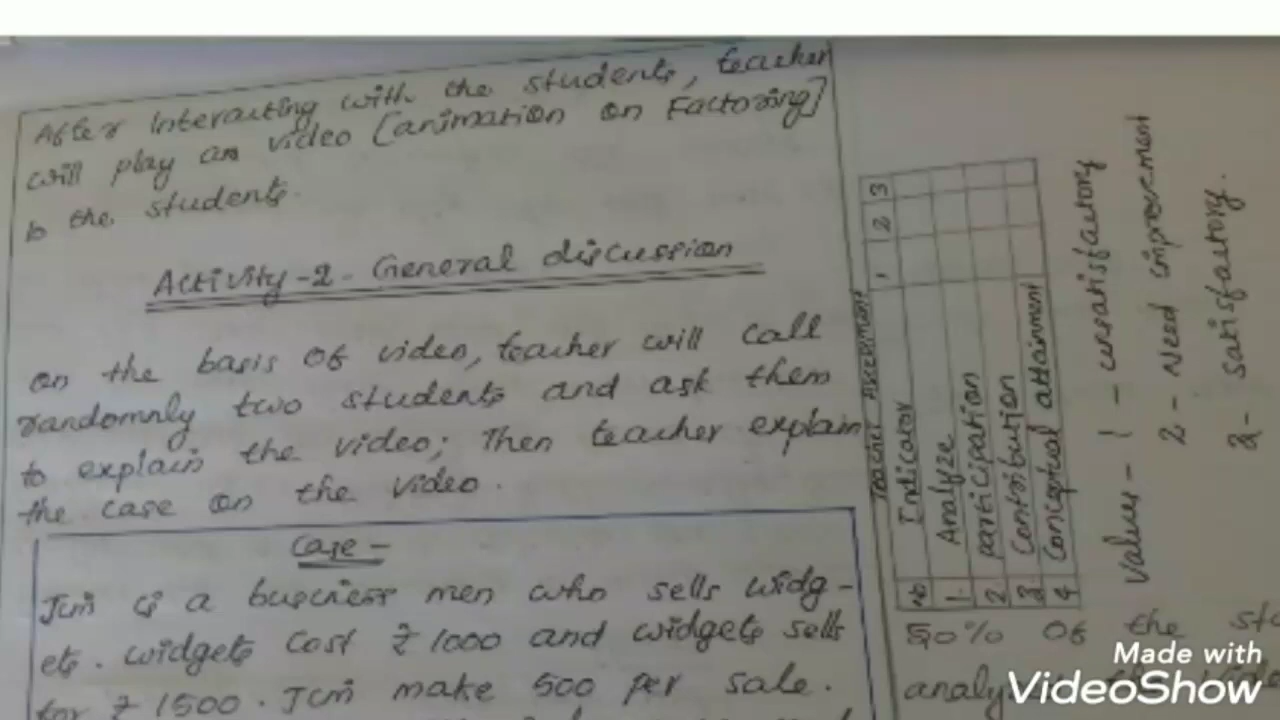 After Interacting with the students, teacher
will play an video [animation on Factoring]
to the students.
Activity-2 - General discussion
on the basis of video, teacher will call
randomnly two students and ask them
to explain the video; Then teacher explain
the case on the video.
Case -
Jim is a business men who sells widg-
ets. widgets cost ₹ 1000 and widgets sells
for ₹ 1500. Jim make 500 per sale.
Teacher Assessment
No Indicator 1 2 3
1. Analyze
2. participation
3. Contribution
4. Conceptual attainment
Values - 1 - unsatisfactory
2 - Need improvement
3 - satisfactory.
% of the
Made with
VideoShow